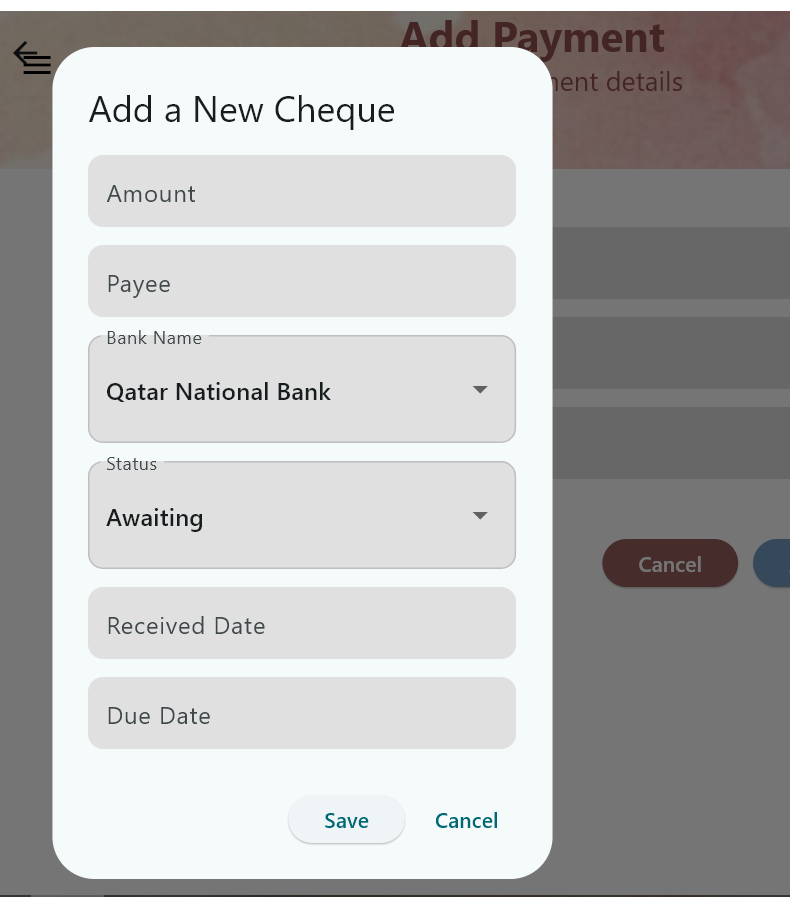 Add Payment
ment details
Add a New Cheque
Amount
Payee
Bank Name
Qatar National Bank
Status
Awaiting
Received Date
Due Date
Cancel
Save
Cancel